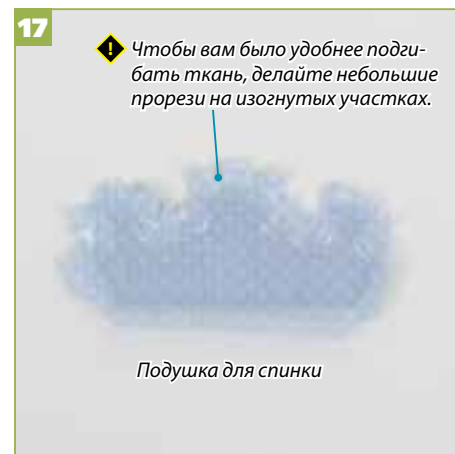 17
! Чтобы вам было удобнее подги-
бать ткань, делайте небольшие
прорези на изогнутых участках.
Подушка для спинки